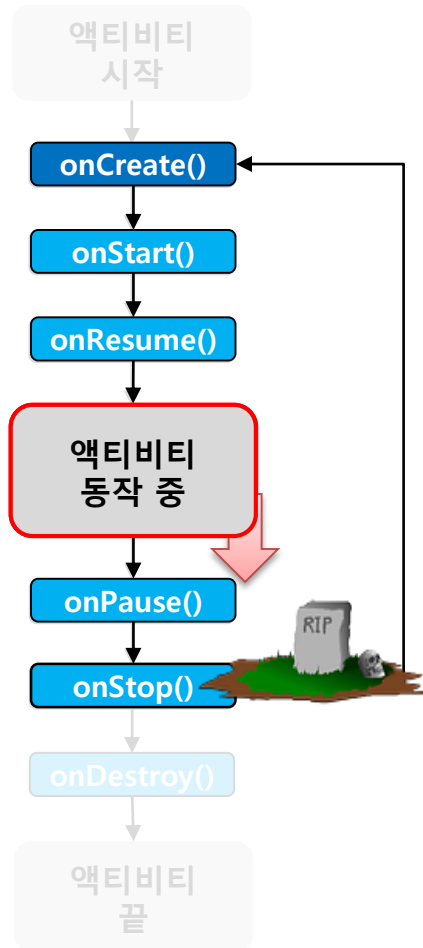 액티비티
시작
onCreate()
onStart()
onResume()
액티비티
동작 중
onPause()
RIP
onStop()
onDestroy()
액티비티
끝